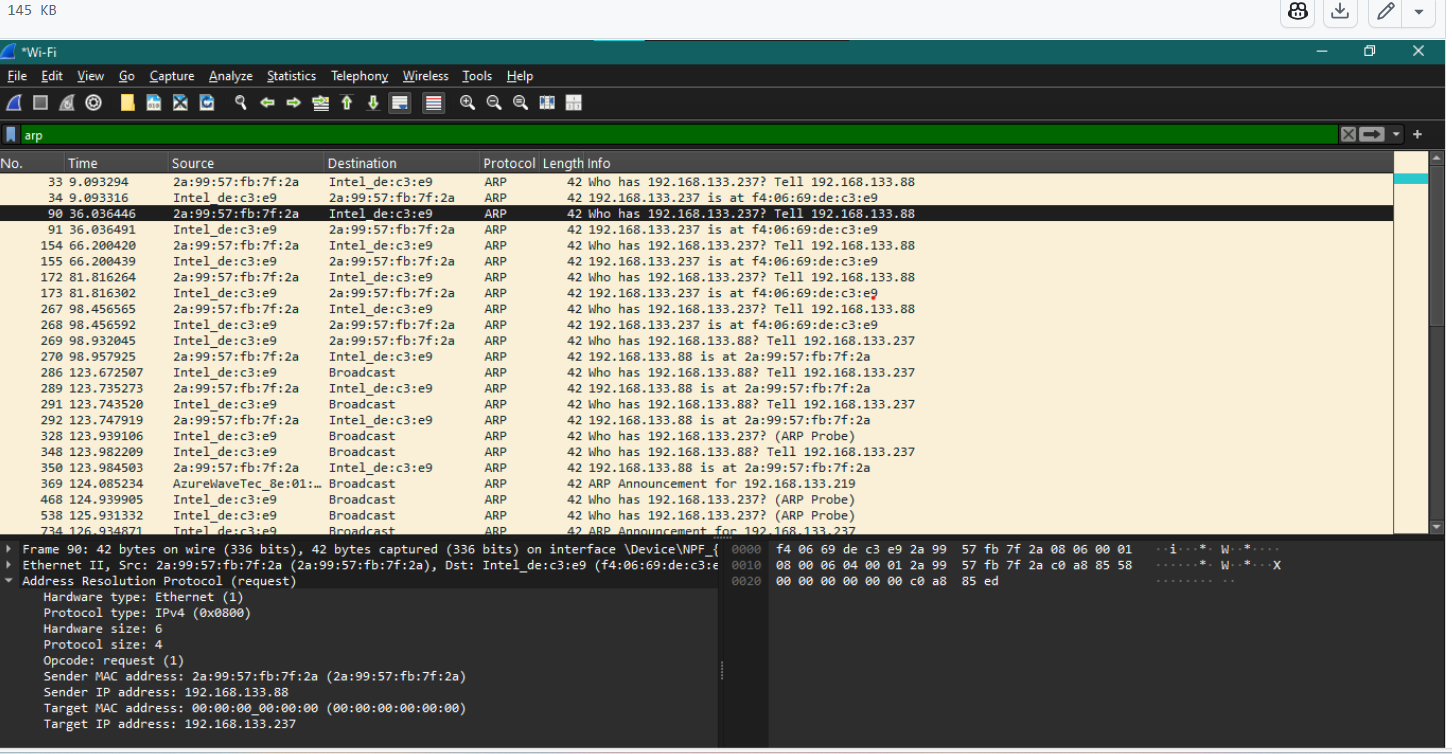 145 KB
*Wi-Fi
File Edit View Go Capture Analyze Statistics Telephony Wireless Tools Help
arp
No. Time Source Destination Protocol Length Info
33 9.093294 2a:99:57:fb:7f:2a Intel_de:c3:e9 ARP 42 Who has 192.168.133.237? Tell 192.168.133.88
34 9.093316 Intel_de:c3:e9 2a:99:57:fb:7f:2a ARP 42 192.168.133.237 is at f4:06:69:de:c3:e9
90 36.036446 2a:99:57:fb:7f:2a Intel_de:c3:e9 ARP 42 Who has 192.168.133.237? Tell 192.168.133.88
91 36.036491 Intel_de:c3:e9 2a:99:57:fb:7f:2a ARP 42 192.168.133.237 is at f4:06:69:de:c3:e9
154 66.200420 2a:99:57:fb:7f:2a Intel_de:c3:e9 ARP 42 Who has 192.168.133.237? Tell 192.168.133.88
155 66.200439 Intel_de:c3:e9 2a:99:57:fb:7f:2a ARP 42 192.168.133.237 is at f4:06:69:de:c3:e9
172 81.816264 2a:99:57:fb:7f:2a Intel_de:c3:e9 ARP 42 Who has 192.168.133.237? Tell 192.168.133.88
173 81.816302 Intel_de:c3:e9 2a:99:57:fb:7f:2a ARP 42 192.168.133.237 is at f4:06:69:de:c3:e9
267 98.456565 2a:99:57:fb:7f:2a Intel_de:c3:e9 ARP 42 Who has 192.168.133.237? Tell 192.168.133.88
268 98.456592 Intel_de:c3:e9 2a:99:57:fb:7f:2a ARP 42 192.168.133.237 is at f4:06:69:de:c3:e9
269 98.932045 Intel_de:c3:e9 2a:99:57:fb:7f:2a ARP 42 Who has 192.168.133.88? Tell 192.168.133.237
270 98.957925 2a:99:57:fb:7f:2a Intel_de:c3:e9 ARP 42 192.168.133.88 is at 2a:99:57:fb:7f:2a
286 123.672507 Intel_de:c3:e9 Broadcast ARP 42 Who has 192.168.133.88? Tell 192.168.133.237
289 123.735273 2a:99:57:fb:7f:2a Intel_de:c3:e9 ARP 42 192.168.133.88 is at 2a:99:57:fb:7f:2a
291 123.743520 Intel_de:c3:e9 Broadcast ARP 42 Who has 192.168.133.88? Tell 192.168.133.237
292 123.747919 2a:99:57:fb:7f:2a Intel_de:c3:e9 ARP 42 192.168.133.88 is at 2a:99:57:fb:7f:2a
328 123.939106 Intel_de:c3:e9 Broadcast ARP 42 Who has 192.168.133.237? (ARP Probe)
348 123.982209 Intel_de:c3:e9 Broadcast ARP 42 Who has 192.168.133.88? Tell 192.168.133.237
350 123.984503 2a:99:57:fb:7f:2a Intel_de:c3:e9 ARP 42 192.168.133.88 is at 2a:99:57:fb:7f:2a
369 124.085234 AzureWaveTec_8e:01:… Broadcast ARP 42 ARP Announcement for 192.168.133.219
468 124.939905 Intel_de:c3:e9 Broadcast ARP 42 Who has 192.168.133.237? (ARP Probe)
538 125.931332 Intel_de:c3:e9 Broadcast ARP 42 Who has 192.168.133.237? (ARP Probe)
734 126.934871 Intel_de:c3:e9 Broadcast ARP 42 ARP Announcement for 192.168.133.237
Frame 90: 42 bytes on wire (336 bits), 42 bytes captured (336 bits) on interface \Device\NPF_{
Ethernet II, Src: 2a:99:57:fb:7f:2a (2a:99:57:fb:7f:2a), Dst: Intel_de:c3:e9 (f4:06:69:de:c3:e
Address Resolution Protocol (request)
Hardware type: Ethernet (1)
Protocol type: IPv4 (0x0800)
Hardware size: 6
Protocol size: 4
Opcode: request (1)
Sender MAC address: 2a:99:57:fb:7f:2a (2a:99:57:fb:7f:2a)
Sender IP address: 192.168.133.88
Target MAC address: 00:00:00_00:00:00 (00:00:00:00:00:00)
Target IP address: 192.168.133.237
0000 f4 06 69 de c3 e9 2a 99 57 fb 7f 2a 08 06 00 01 ··i···*· W··*····
0010 08 00 06 04 00 01 2a 99 57 fb 7f 2a c0 a8 85 58 ······*· W··*···X
0020 00 00 00 00 00 00 c0 a8 85 ed ········ ··